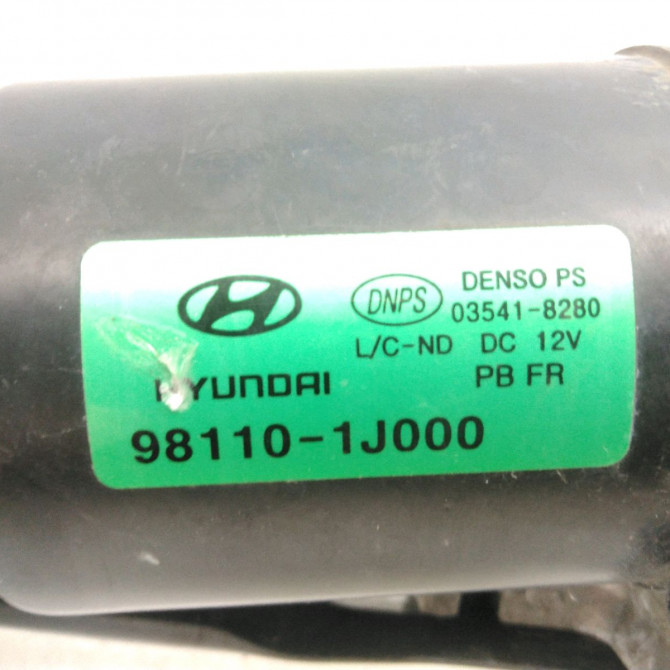 DENSO PS
DNPS 03541-8280
L/C-ND DC 12V
HYUNDAI PB FR
98110-1J000